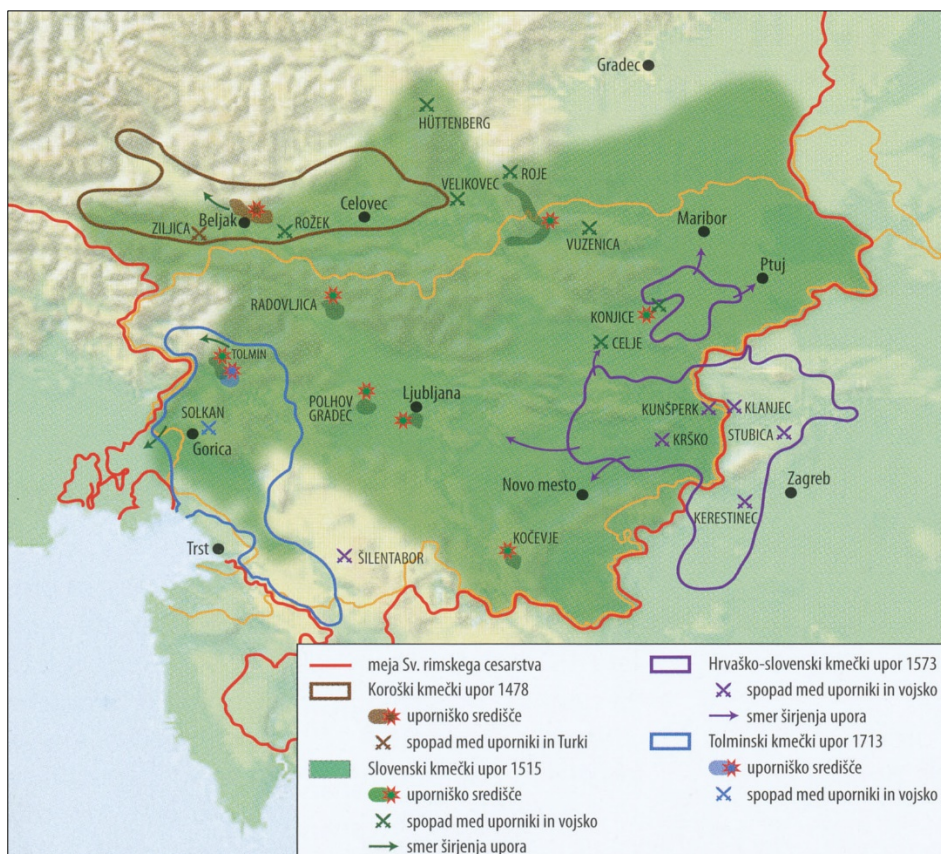 Gradec
HÜTTENBERG
ROJE
VELIKOVEC
Celovec
Beljak
ZILJICA
ROŽEK
VUZENICA
Maribor
Ptuj
RADOVLJICA
KONJICE
CELJE
TOLMIN
POLHOV
GRADEC
Ljubljana
KUNŠPERK
KLANJEC
SOLKAN
Gorica
KRŠKO
STUBICA
Novo mesto
Zagreb
KERESTINEC
Trst
ŠILENTABOR
KOČEVJE
meja Sv. rimskega cesarstva
Koroški kmečki upor 1478
uporniško središče
spopad med uporniki in Turki
Slovenski kmečki upor 1515
uporniško središče
spopad med uporniki in vojsko
smer širjenja upora
Hrvaško-slovenski kmečki upor 1573
spopad med uporniki in vojsko
smer širjenja upora
Tolminski kmečki upor 1713
uporniško središče
spopad med uporniki in vojsko